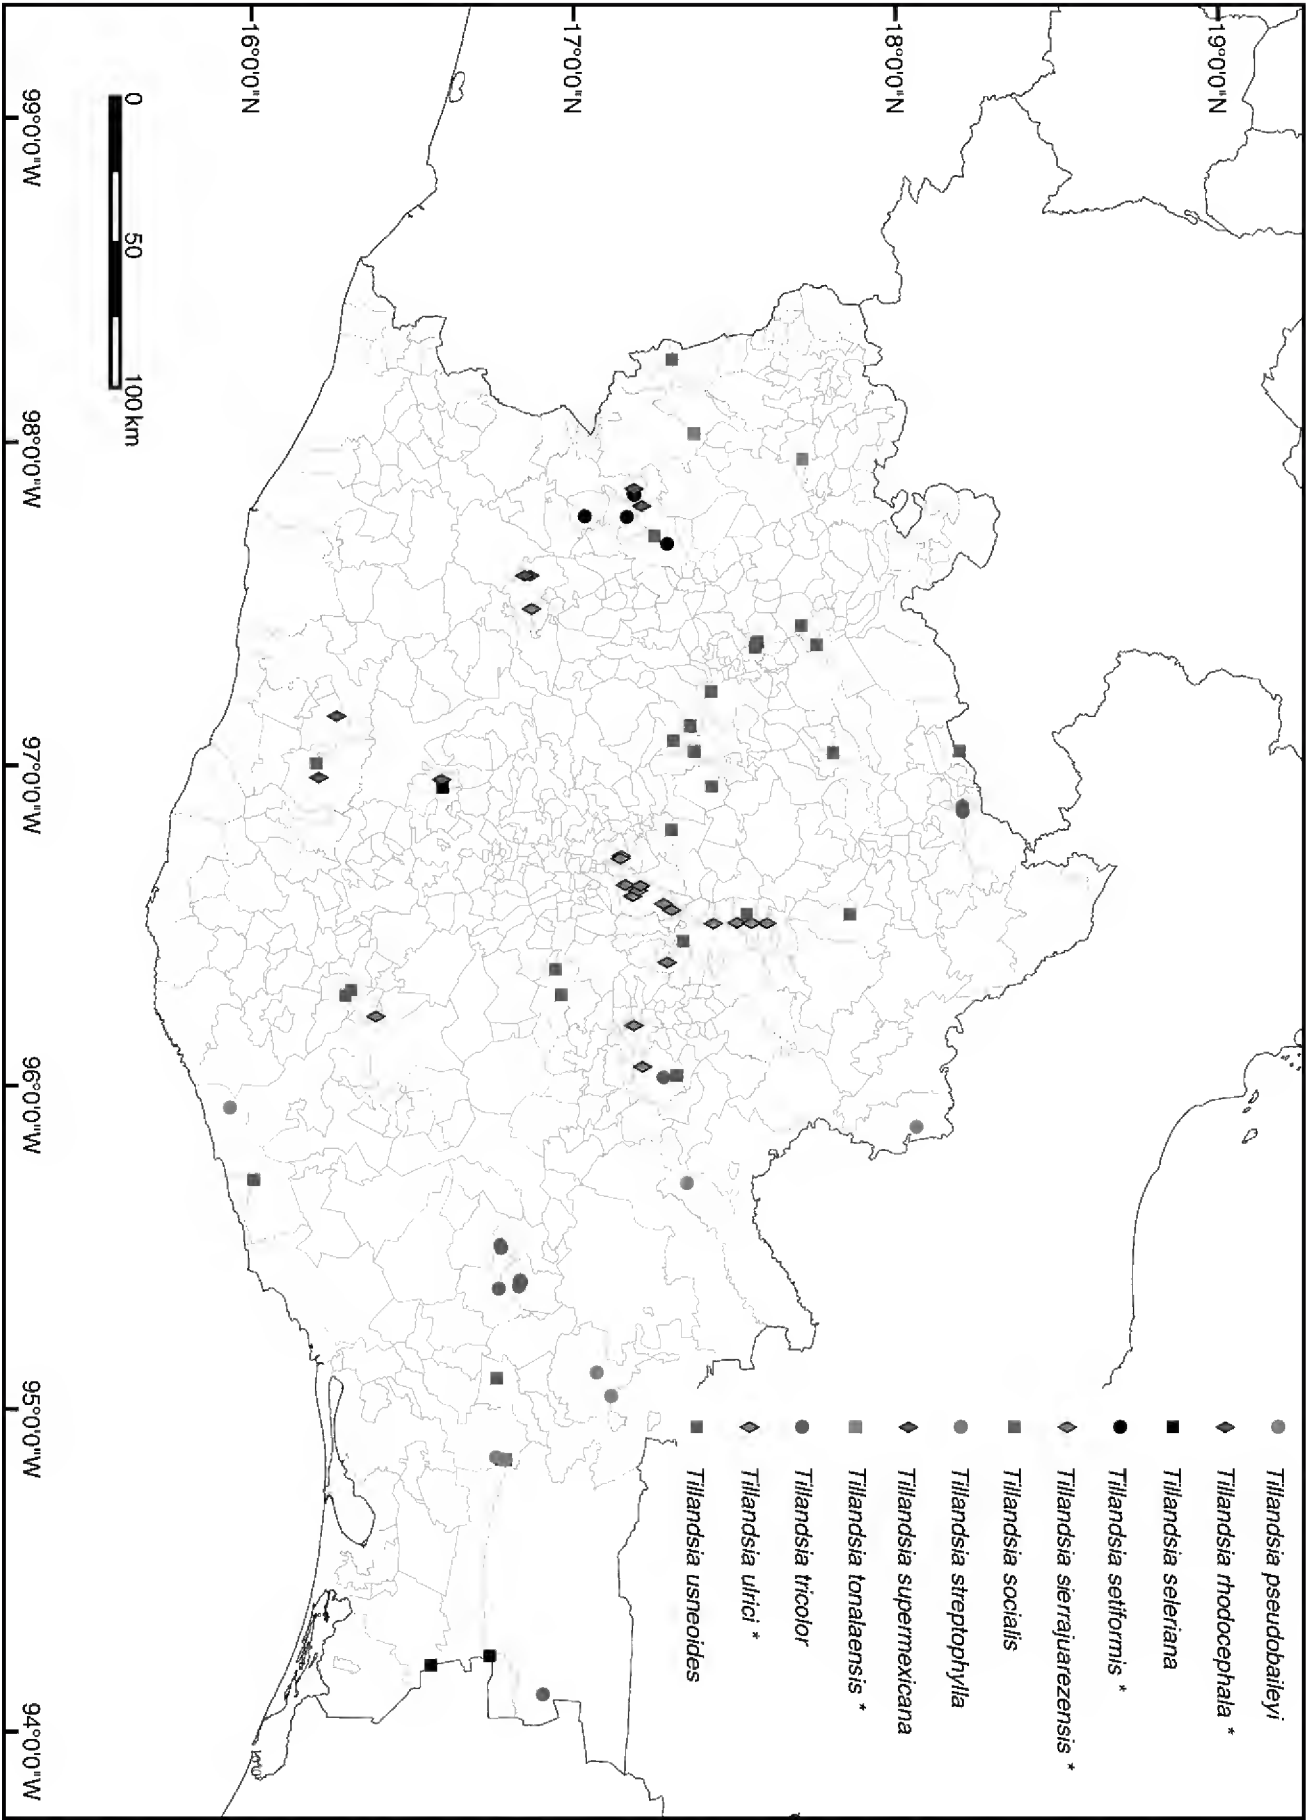 19°0'0"N
18°0'0"N
17°0'0"N
16°0'0"N
Tillandsia pseudobaileyi
Tillandsia rhodocephala *
Tillandsia seleriana
Tillandsia setiformis *
Tillandsia sierrajuarezensis *
Tillandsia socialis
Tillandsia streptophylla
Tillandsia supermexicana
Tillandsia tonalaensis *
Tillandsia tricolor
Tillandsia ulrici *
Tillandsia usneoides
0 50 100 km
99°0'0"W 98°0'0"W 97°0'0"W 96°0'0"W 95°0'0"W 94°0'0"W